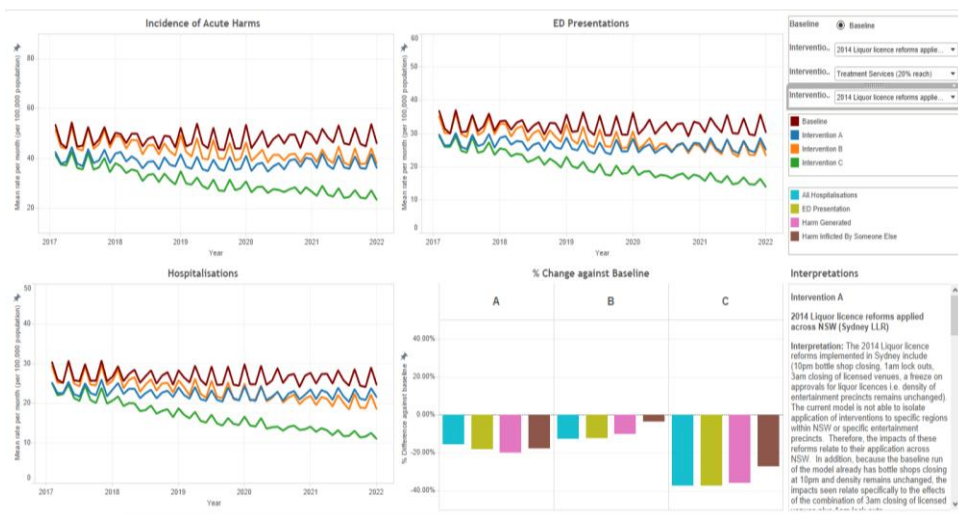 Incidence of Acute Harms
Mean rate per month (per 100,000 population)
80
60
40
20
2017
2018
2019
2020
2021
2022
Year
ED Presentations
Mean rate per month (per 100,000 population)
60
50
40
30
20
10
0
2017
2018
2019
2020
2021
2022
Year
Baseline
Baseline
Interventio..
2014 Liquor licence reforms applie...
Interventio..
Treatment Services (20% reach)
Interventio..
2014 Liquor licence reforms applie...
Baseline
Intervention A
Intervention B
Intervention C
All Hospitalisations
ED Presentation
Harm Generated
Harm Inflicted By Someone Else
Hospitalisations
Mean rate per month (per 100,000 population)
50
40
30
20
10
0
2017
2018
2019
2020
2021
2022
Year
% Change against Baseline
A
B
C
% Difference against baseline
40.00%
20.00%
0.00%
-20.00%
-40.00%
Interpretations
Intervention A
2014 Liquor licence reforms applied
across NSW (Sydney LLR)
Interpretation: The 2014 Liquor licence
reforms implemented in Sydney include
(10pm bottle shop closing, 1am lock outs,
3am closing of licensed venues, a freeze on
approvals for liquor licences i.e. density of
entertainment precincts remains unchanged).
The current model is not able to isolate
application of interventions to specific regions
within NSW or specific entertainment
precincts. Therefore, the impacts of these
reforms relate to their application across
NSW. In addition, because the baseline run
of the model already has bottle shops closing
at 10pm and density remains unchanged, the
impacts seen relate specifically to the effects
of the combination of 3am closing of licensed